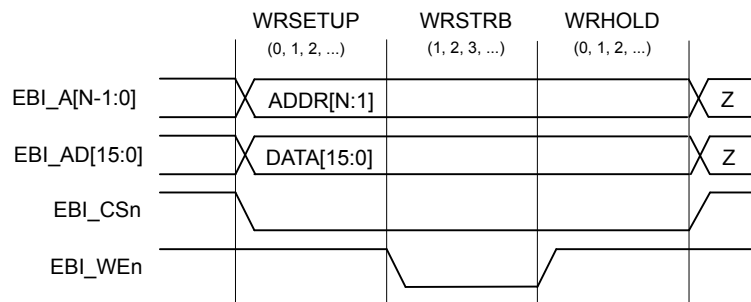 WRSETUP WRSTRB WRHOLD
(0, 1, 2, ...) (1, 2, 3, ...) (0, 1, 2, ...)
EBI_A[N-1:0] ADDR[N:1] Z
EBI_AD[15:0] DATA[15:0] Z
EBI_CSn
EBI_WEn